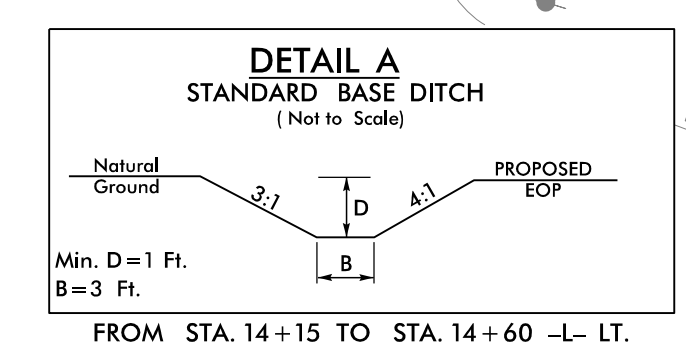 DETAIL A
STANDARD BASE DITCH
( Not to Scale)
Natural
Ground
3:1
D
4:1
PROPOSED
EOP
B
Min. D=1 Ft.
B=3 Ft.
FROM STA. 14+15 TO STA. 14+60 -L- LT.